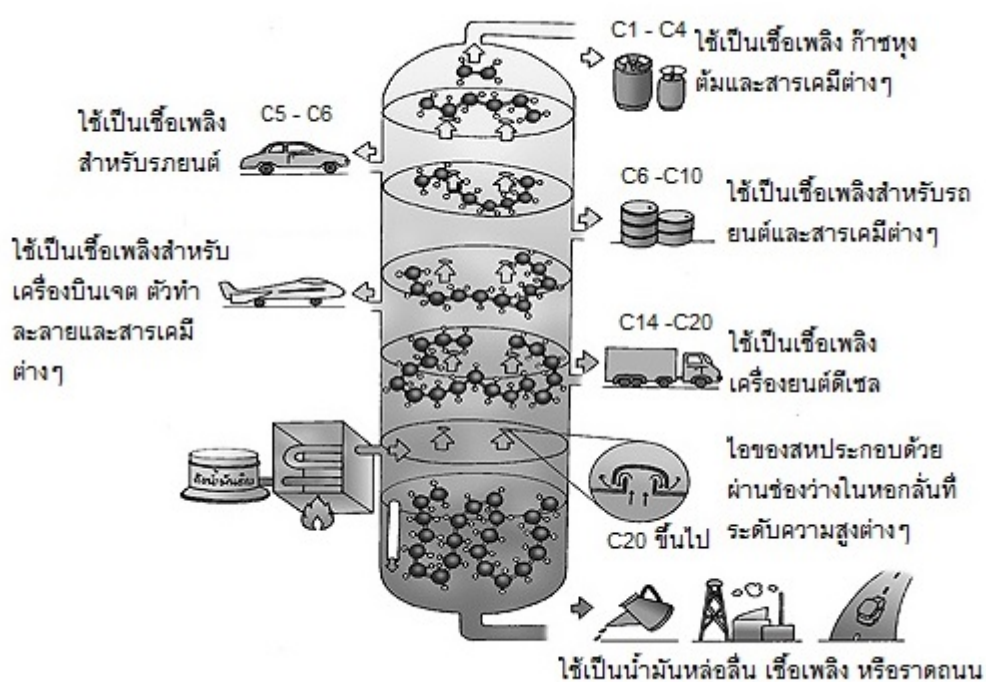 C1 - C4
ใช้เป็นเชื้อเพลิง ก๊าซหุง
ต้มและสารเคมีต่างๆ
C5 - C6
ใช้เป็นเชื้อเพลิง
สำหรับรภยนต์
C6 -C10
ใช้เป็นเชื้อเพลิงสำหรับรถ
ยนต์และสารเคมีต่างๆ
ใช้เป็นเชื้อเพลิงสำหรับ
เครื่องบินเจต ตัวทำ
ละลายและสารเคมี
ต่างๆ
C14 -C20
ใช้เป็นเชื้อเพลิง
เครื่องยนต์ดีเซล
ไอของสหประกอบด้วย
ผ่านช่องว่างในหอกลั่นที่
ระดับความสูงต่างๆ
C20 ขึ้นไป
ใช้เป็นน้ำมันหล่อลื่น เชื้อเพลิง หรือราดถนน